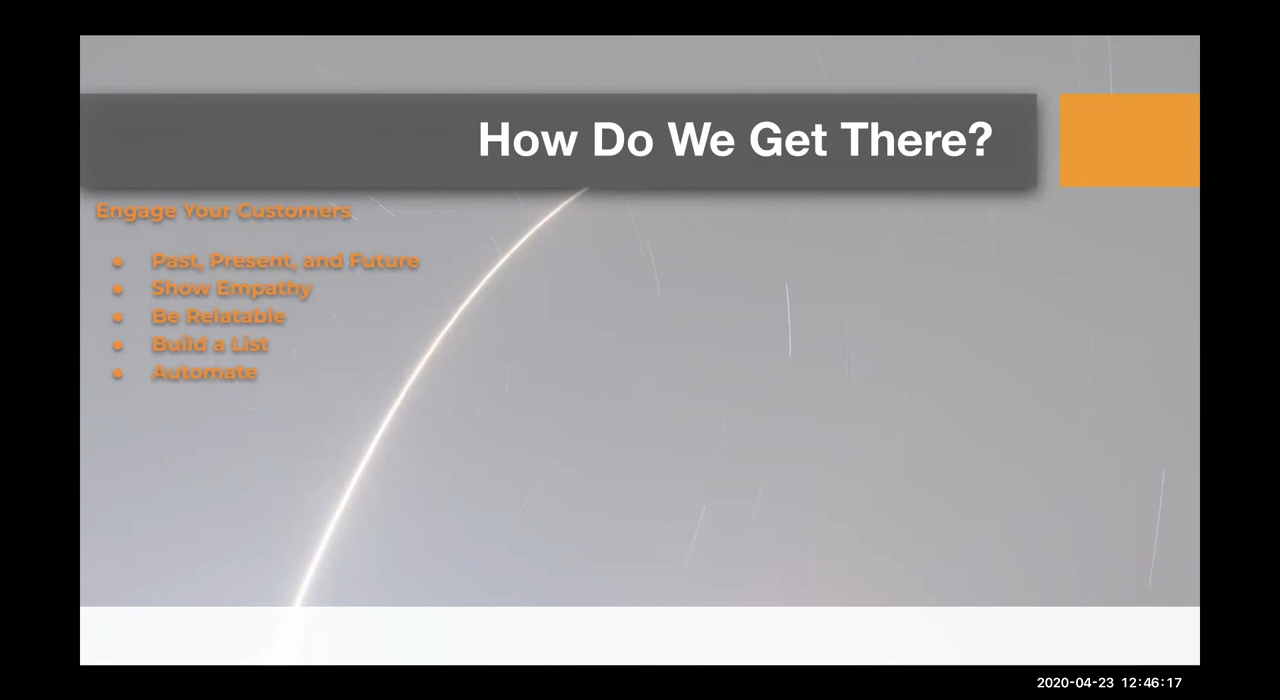 How Do We Get There?
Engage Your Customers
● Past, Present, and Future
● Show Empathy
● Be Relatable
● Build a List
● Automate
2020-04-23 12:46:17